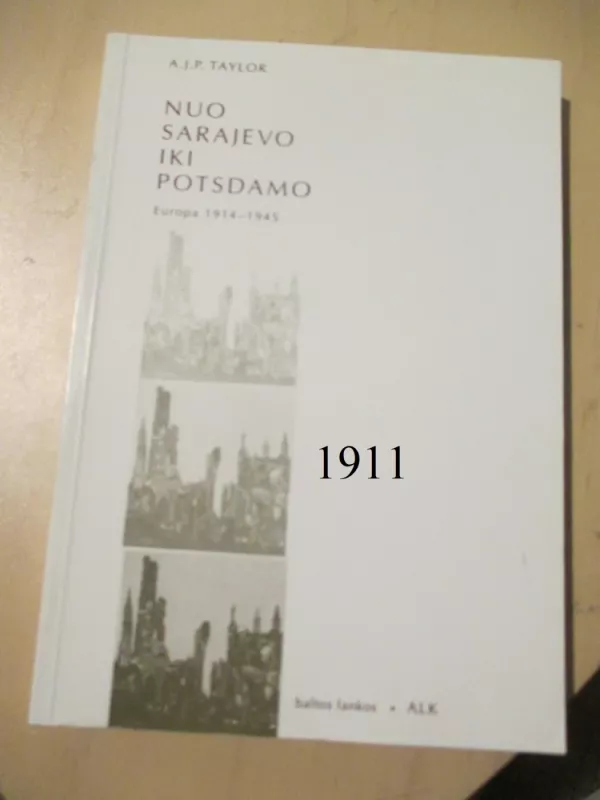 A.J.P. TAYLOR
NUO
SARAJEVO
IKI
POTSDAMO
Europa 1914–1945
1911
baltos lankos • ALK